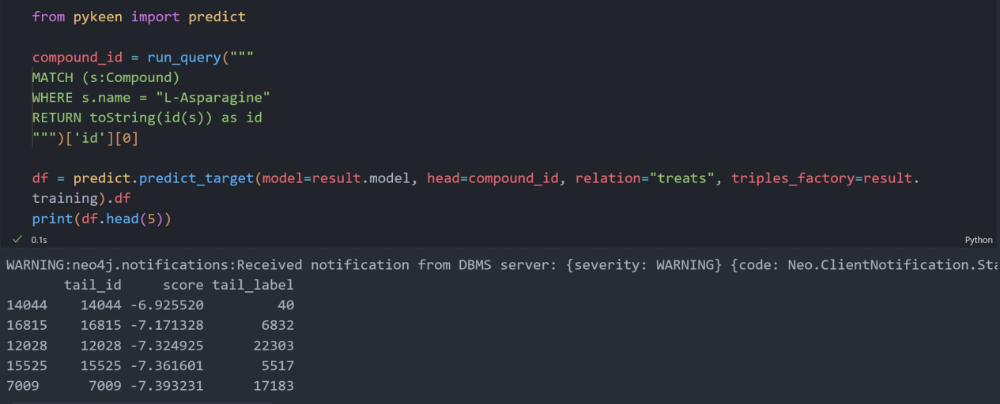 from pykeen import predict
compound_id = run_query("""
MATCH (s:Compound)
WHERE s.name = "L-Asparagine"
RETURN toString(id(s)) as id
""")['id'][0]
df = predict.predict_target(model=result.model, head=compound_id, relation="treats", triples_factory=result.
training).df
print(df.head(5))
0.1s
Python
WARNING:neo4j.notifications:Received notification from DBMS server: {severity: WARNING} {code: Neo.ClientNotification.Sta
tail_id score tail_label
14044 14044 -6.925520 40
16815 16815 -7.171328 6832
12028 12028 -7.324925 22303
15525 15525 -7.361601 5517
7009 7009 -7.393231 17183